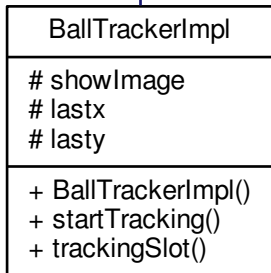 BallTrackerImpl
# showImage
# lastx
# lasty
+ BallTrackerImpl()
+ startTracking()
+ trackingSlot()